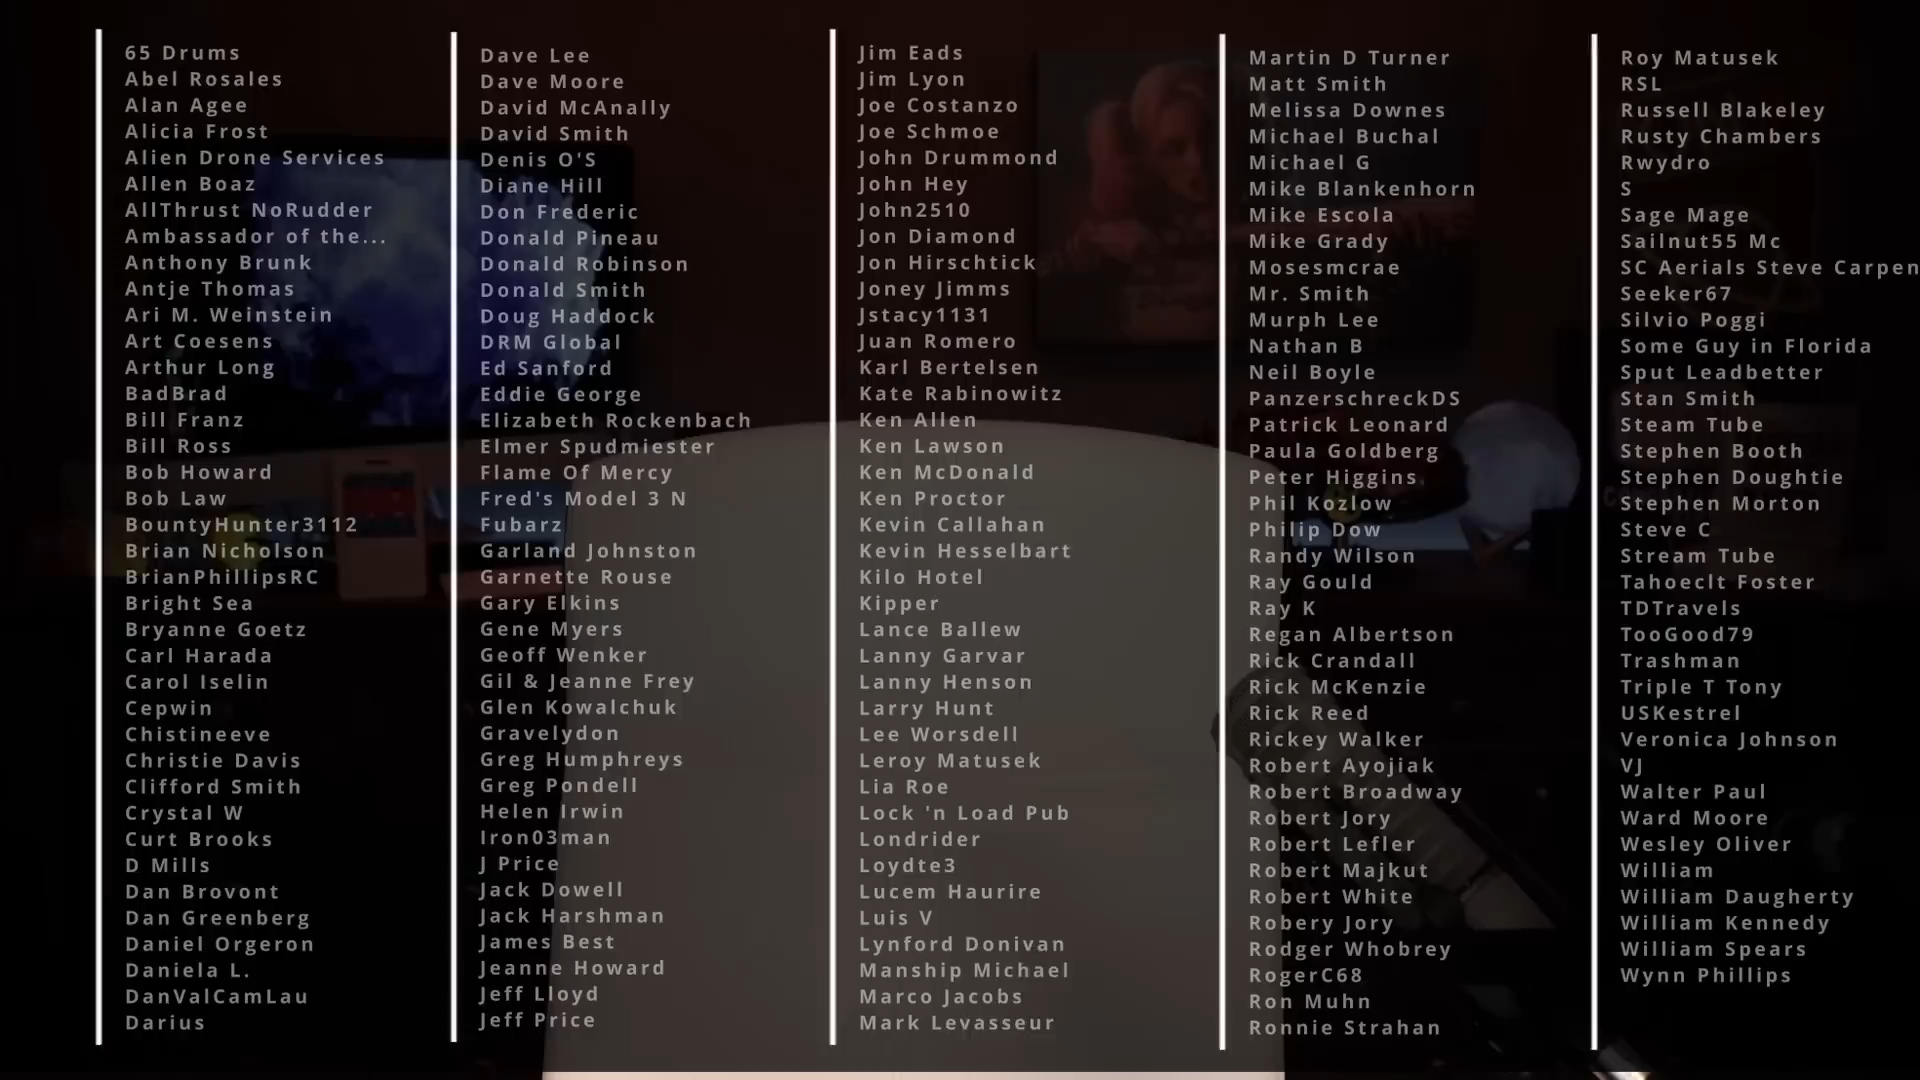 65 Drums
Abel Rosales
Alan Agee
Alicia Frost
Alien Drone Services
Allen Boaz
AllThrust NoRudder
Ambassador of the...
Anthony Brunk
Antje Thomas
Ari M. Weinstein
Art Coesens
Arthur Long
BadBrad
Bill Franz
Bill Ross
Bob Howard
Bob Law
BountyHunter3112
Brian Nicholson
BrianPhillipsRC
Bright Sea
Bryanne Goetz
Carl Harada
Carol Iselin
Cepwin
Chistineeve
Christie Davis
Clifford Smith
Crystal W
Curt Brooks
D Mills
Dan Brovont
Dan Greenberg
Daniel Orgeron
Daniela L.
DanValCamLau
Darius
Dave Lee
Dave Moore
David McAnally
David Smith
Denis O'S
Diane Hill
Don Frederic
Donald Pineau
Donald Robinson
Donald Smith
Doug Haddock
DRM Global
Ed Sanford
Eddie George
Elizabeth Rockenbach
Elmer Spudmiester
Flame Of Mercy
Fred's Model 3 N
Fubarz
Garland Johnston
Garnette Rouse
Gary Elkins
Gene Myers
Geoff Wenker
Gil & Jeanne Frey
Glen Kowalchuk
Gravelydon
Greg Humphreys
Greg Pondell
Helen Irwin
Iron03man
J Price
Jack Dowell
Jack Harshman
James Best
Jeanne Howard
Jeff Lloyd
Jeff Price
Jim Eads
Jim Lyon
Joe Costanzo
Joe Schmoe
John Drummond
John Hey
John2510
Jon Diamond
Jon Hirschtick
Joney Jimms
Jstacy1131
Juan Romero
Karl Bertelsen
Kate Rabinowitz
Ken Allen
Ken Lawson
Ken McDonald
Ken Proctor
Kevin Callahan
Kevin Hesselbart
Kilo Hotel
Kipper
Lance Ballew
Lanny Garvar
Lanny Henson
Larry Hunt
Lee Worsdell
Leroy Matusek
Lia Roe
Lock 'n Load Pub
Londrider
Loydte3
Lucem Haurire
Luis V
Lynford Donivan
Manship Michael
Marco Jacobs
Mark Levasseur
Martin D Turner
Matt Smith
Melissa Downes
Michael Buchal
Michael G
Mike Blankenhorn
Mike Escola
Mike Grady
Mosesmcrae
Mr. Smith
Murph Lee
Nathan B
Neil Boyle
PanzerschreckDS
Patrick Leonard
Paula Goldberg
Peter Higgins
Phil Kozlow
Philip Dow
Randy Wilson
Ray Gould
Ray K
Regan Albertson
Rick Crandall
Rick McKenzie
Rick Reed
Rickey Walker
Robert Ayojiak
Robert Broadway
Robert Jory
Robert Lefler
Robert Majkut
Robert White
Robery Jory
Rodger Whobrey
RogerC68
Ron Muhn
Ronnie Strahan
Roy Matusek
RSL
Russell Blakeley
Rusty Chambers
Rwydro
S
Sage Mage
Sailnut55 Mc
SC Aerials Steve Carpen
Seeker67
Silvio Poggi
Some Guy in Florida
Sput Leadbetter
Stan Smith
Steam Tube
Stephen Booth
Stephen Doughtie
Stephen Morton
Steve C
Stream Tube
Tahoeclt Foster
TDTravels
TooGood79
Trashman
Triple T Tony
USKestrel
Veronica Johnson
VJ
Walter Paul
Ward Moore
Wesley Oliver
William
William Daugherty
William Kennedy
William Spears
Wynn Phillips